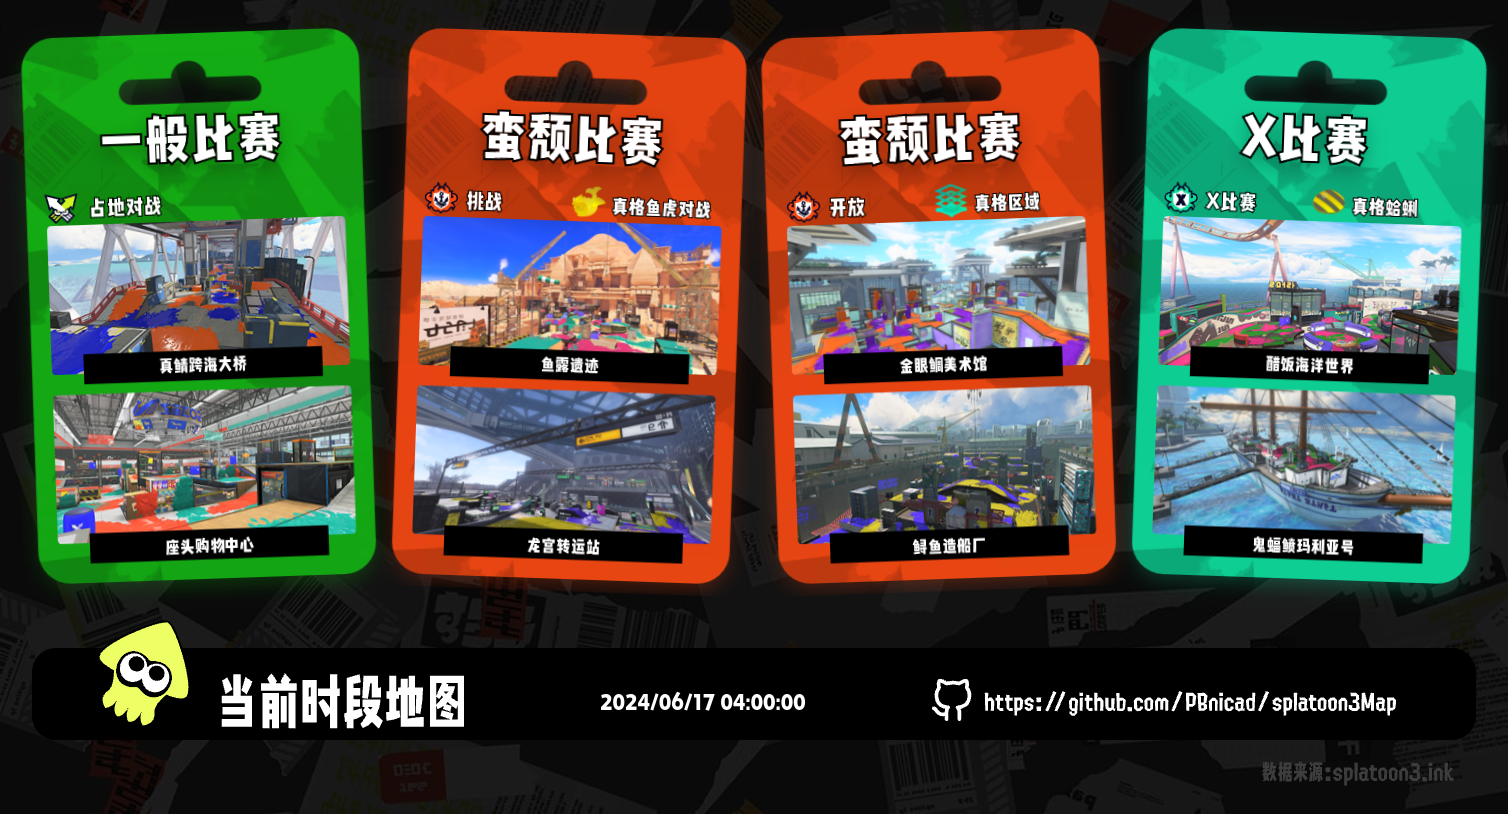 一般比赛
占地对战
真鲭跨海大桥
座头购物中心
蛮颓比赛
挑战
真格鱼虎对战
鱼露遗迹
龙宫转运站
蛮颓比赛
开放
真格区域
金眼鲷美术馆
鲟鱼造船厂
X比赛
X比赛
真格蛤蜊
醋饭海洋世界
鬼蝠鲼玛利亚号
当前时段地图
2024/06/17 04:00:00
https://github.com/PBnicad/splatoon3Map
数据来源:splatoon3.ink